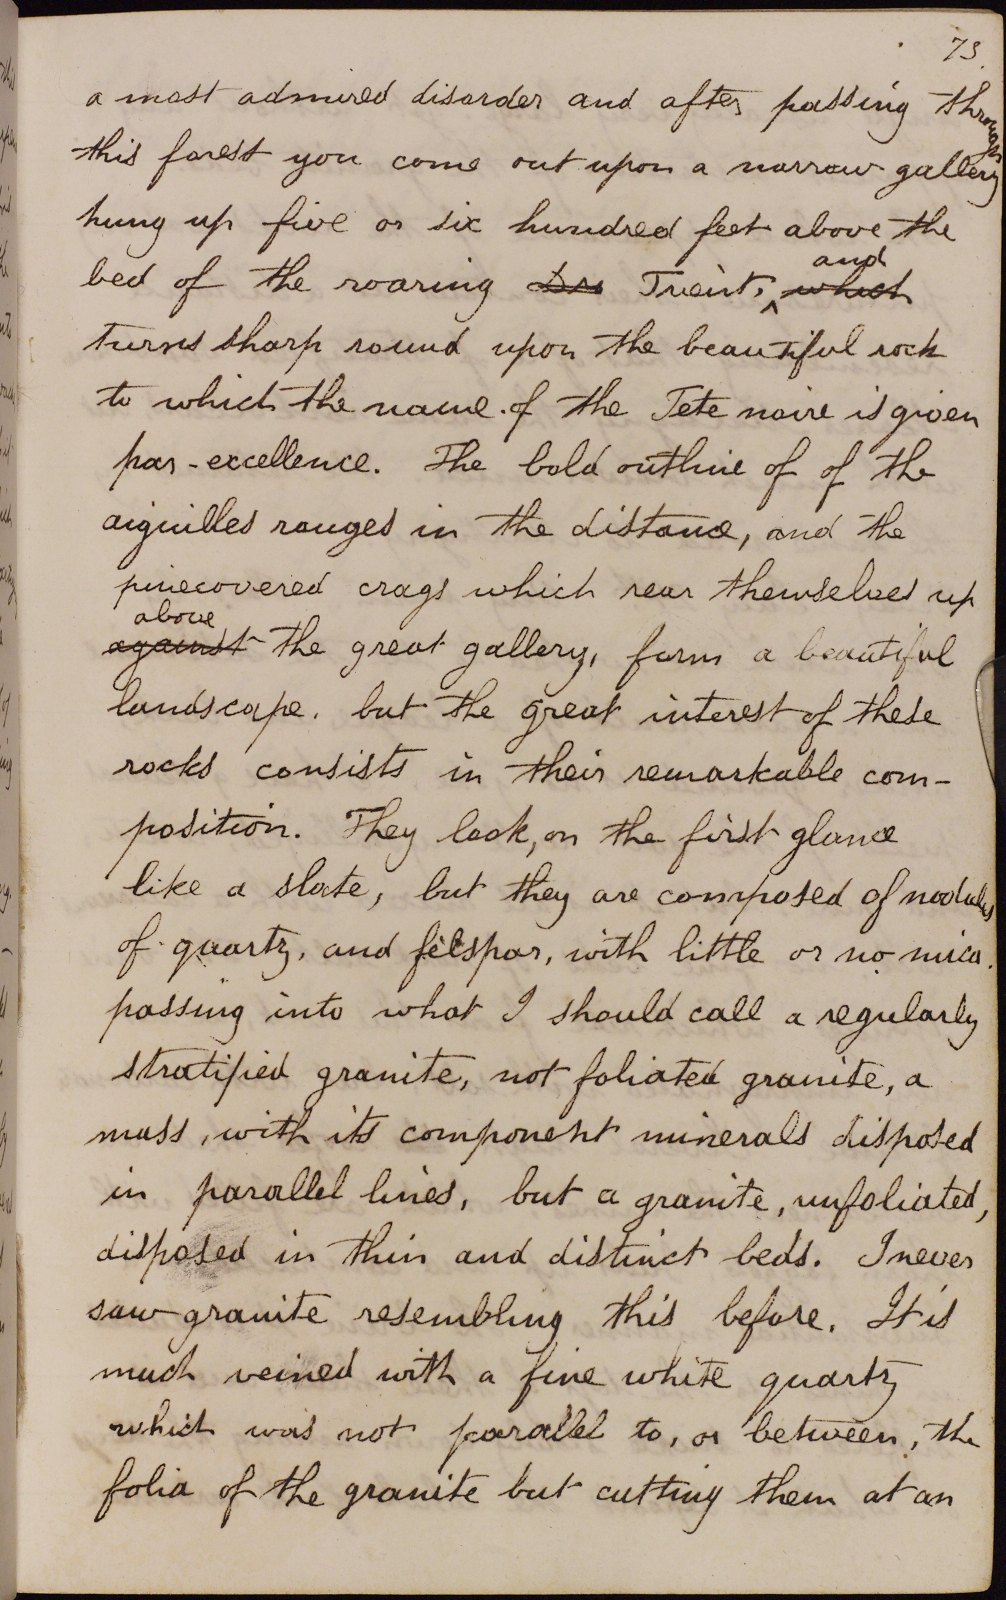 73.
a most admired disorder and after passing through
this forest you come out upon a narrow gallery
hung up five or six hundred feet above the
and
bed of the roaring Trient, which
turns sharp round upon the beautiful rock
to which the name of the Tete noire is given
par-excellence. The bold outline of of the
aiguilles ranges in the distance, and the
pinecovered crags which rear themselves up
above
against the great gallery, form a beautiful
landscape. but the great interest of these
rocks consists in their remarkable com-
position. They look, on the first glance
like a slate, but they are composed of nodules
of quartz, and felspar, with little or no mica.
passing into what I should call a regularly
stratified granite, not foliated granite, a
mass, with its component minerals disposed
in parallel lines, but a granite, unfoliated,
disposed in thin and distinct beds. I never
saw granite resembling this before. It is
much veined with a fine white quartz
which was not parallel to, or between, the
folia of the granite but cutting them at an